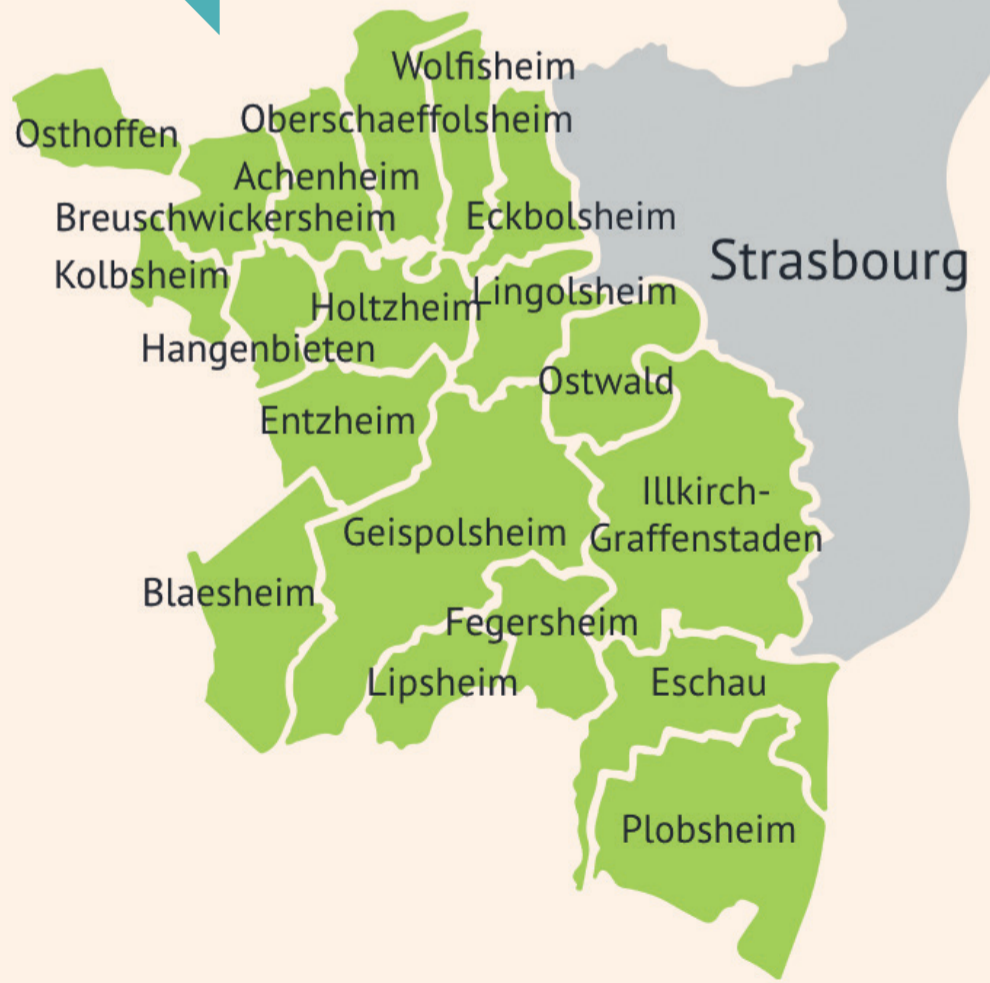 Wolfisheim
Oberschaeffolsheim
Osthoffen
Achenheim
Breuschwickersheim
Eckbolsheim
Strasbourg
Kolbsheim
Lingolsheim
Holtzheim
Hangenbieten
Ostwald
Entzheim
Illkirch-
Graffenstaden
Geispolsheim
Blaesheim
Fegersheim
Lipsheim
Eschau
Plobsheim